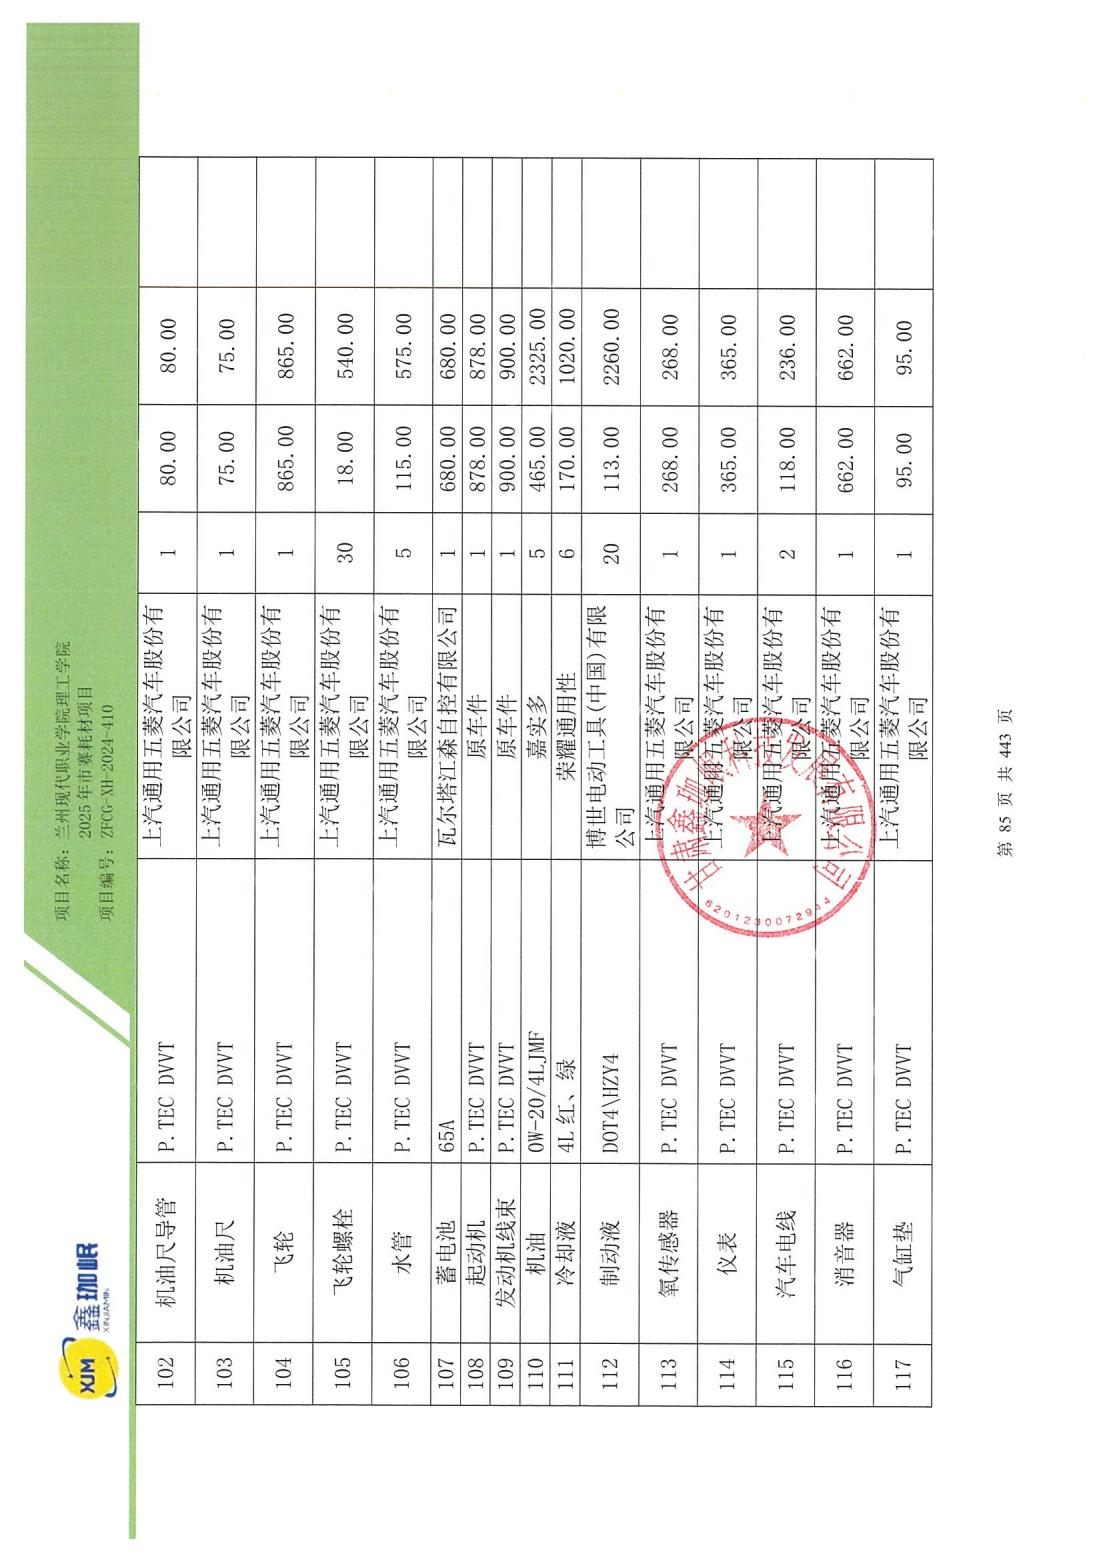 XJM 鑫珈岷
XINJIAMIN
项目名称：兰州现代职业学院理工学院
2025年市赛耗材项目
项目编号：ZFCG-XH-2024-410
102 机油尺导管 P.TEC DVVT 上汽通用五菱汽车股份有限公司 1 80.00 80.00
103 机油尺 P.TEC DVVT 上汽通用五菱汽车股份有限公司 1 75.00 75.00
104 飞轮 P.TEC DVVT 上汽通用五菱汽车股份有限公司 1 865.00 865.00
105 飞轮螺栓 P.TEC DVVT 上汽通用五菱汽车股份有限公司 30 18.00 540.00
106 水管 P.TEC DVVT 上汽通用五菱汽车股份有限公司 5 115.00 575.00
107 蓄电池 65A 瓦尔塔江森自控有限公司 1 680.00 680.00
108 起动机 P.TEC DVVT 原车件 1 878.00 878.00
109 发动机线束 P.TEC DVVT 原车件 1 900.00 900.00
110 机油 0W-20/4LJMF 嘉实多 5 465.00 2325.00
111 冷却液 4L 红、绿 荣耀通用性 6 170.00 1020.00
112 制动液 DOT4\HZY4 博世电动工具(中国)有限公司 20 113.00 2260.00
113 氧传感器 P.TEC DVVT 上汽通用五菱汽车股份有限公司 1 268.00 268.00
114 仪表 P.TEC DVVT 上汽通用五菱汽车股份有限公司 1 365.00 365.00
115 汽车电线 P.TEC DVVT 上汽通用五菱汽车股份有限公司 2 118.00 236.00
116 消音器 P.TEC DVVT 上汽通用五菱汽车股份有限公司 1 662.00 662.00
117 气缸垫 P.TEC DVVT 上汽通用五菱汽车股份有限公司 1 95.00 95.00
甘肃鑫珈岷科技发展有限公司
6201230072944
第 85 页 共 443 页